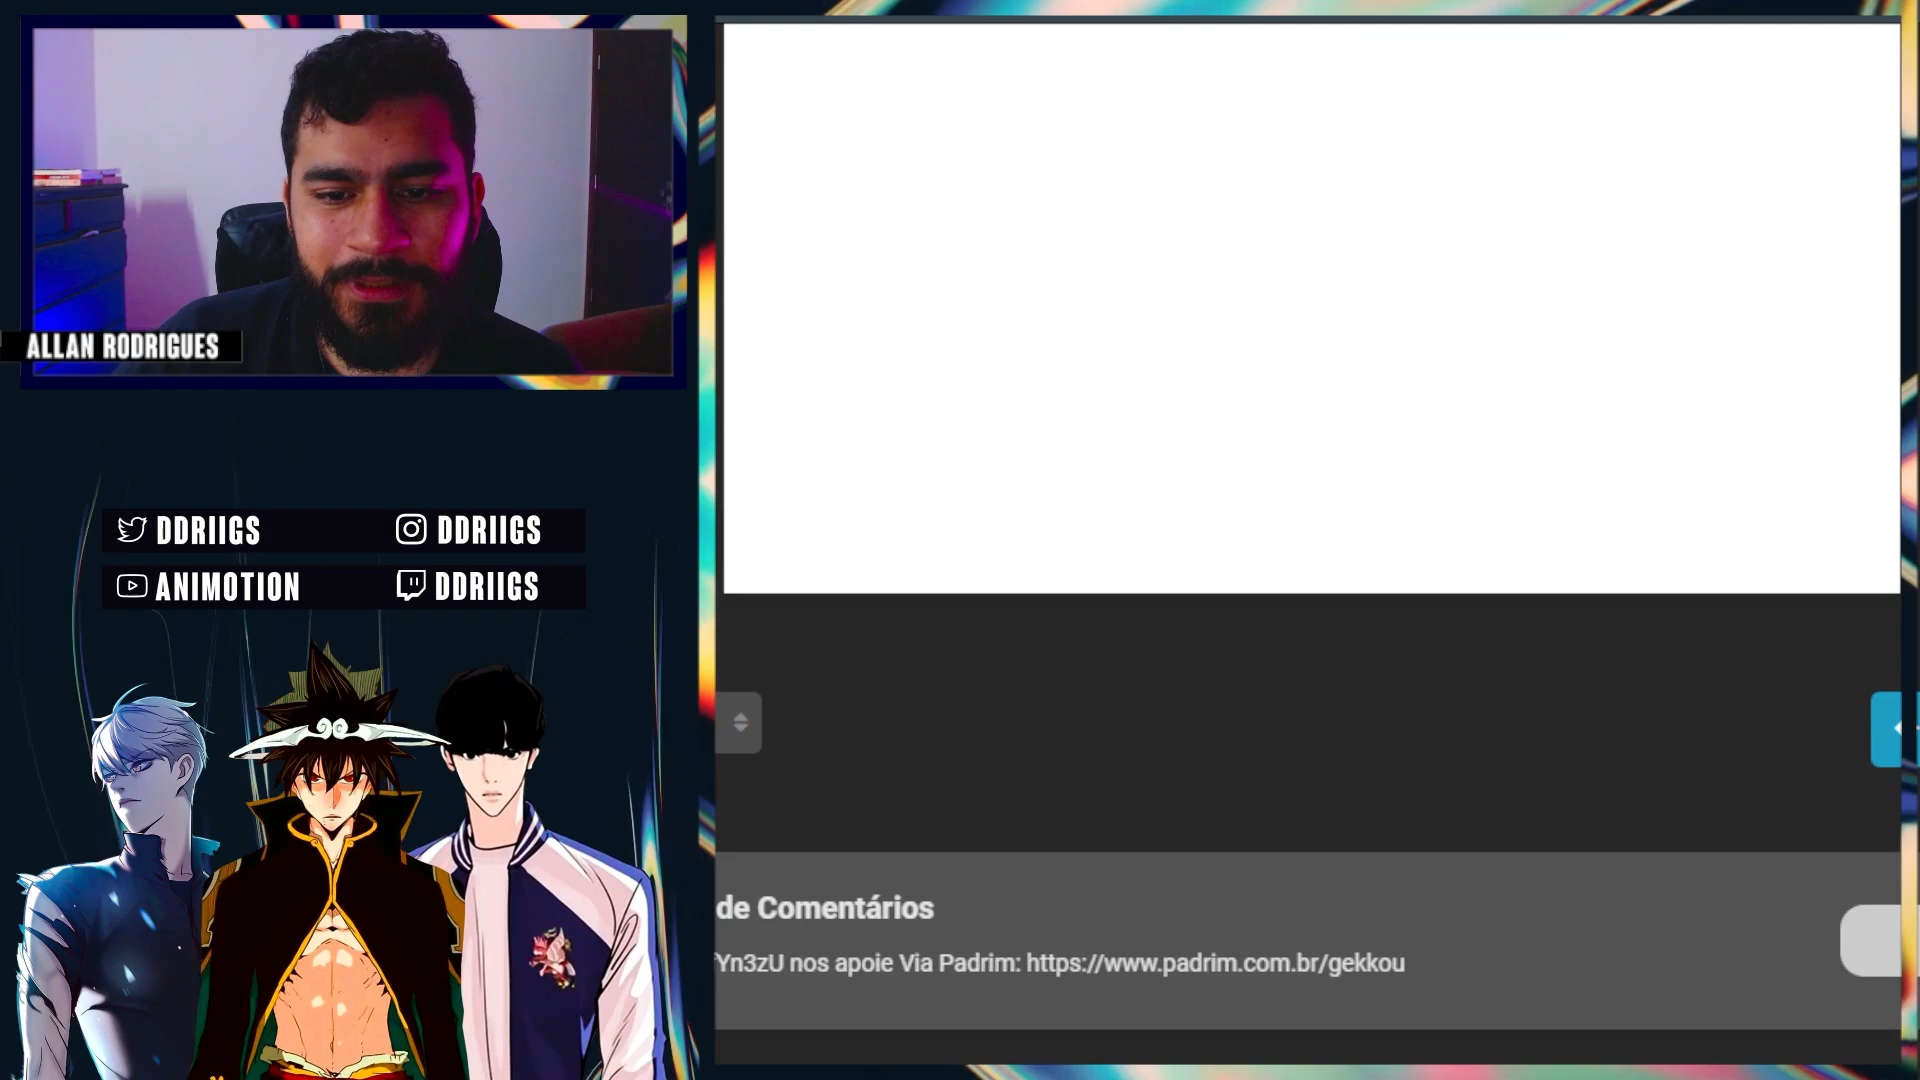 ALLAN RODRIGUES
DDRIIGS
DDRIIGS
ANIMOTION
DDRIIGS
de Comentários
Yn3zU nos apoie Via Padrim: https://www.padrim.com.br/gekkou